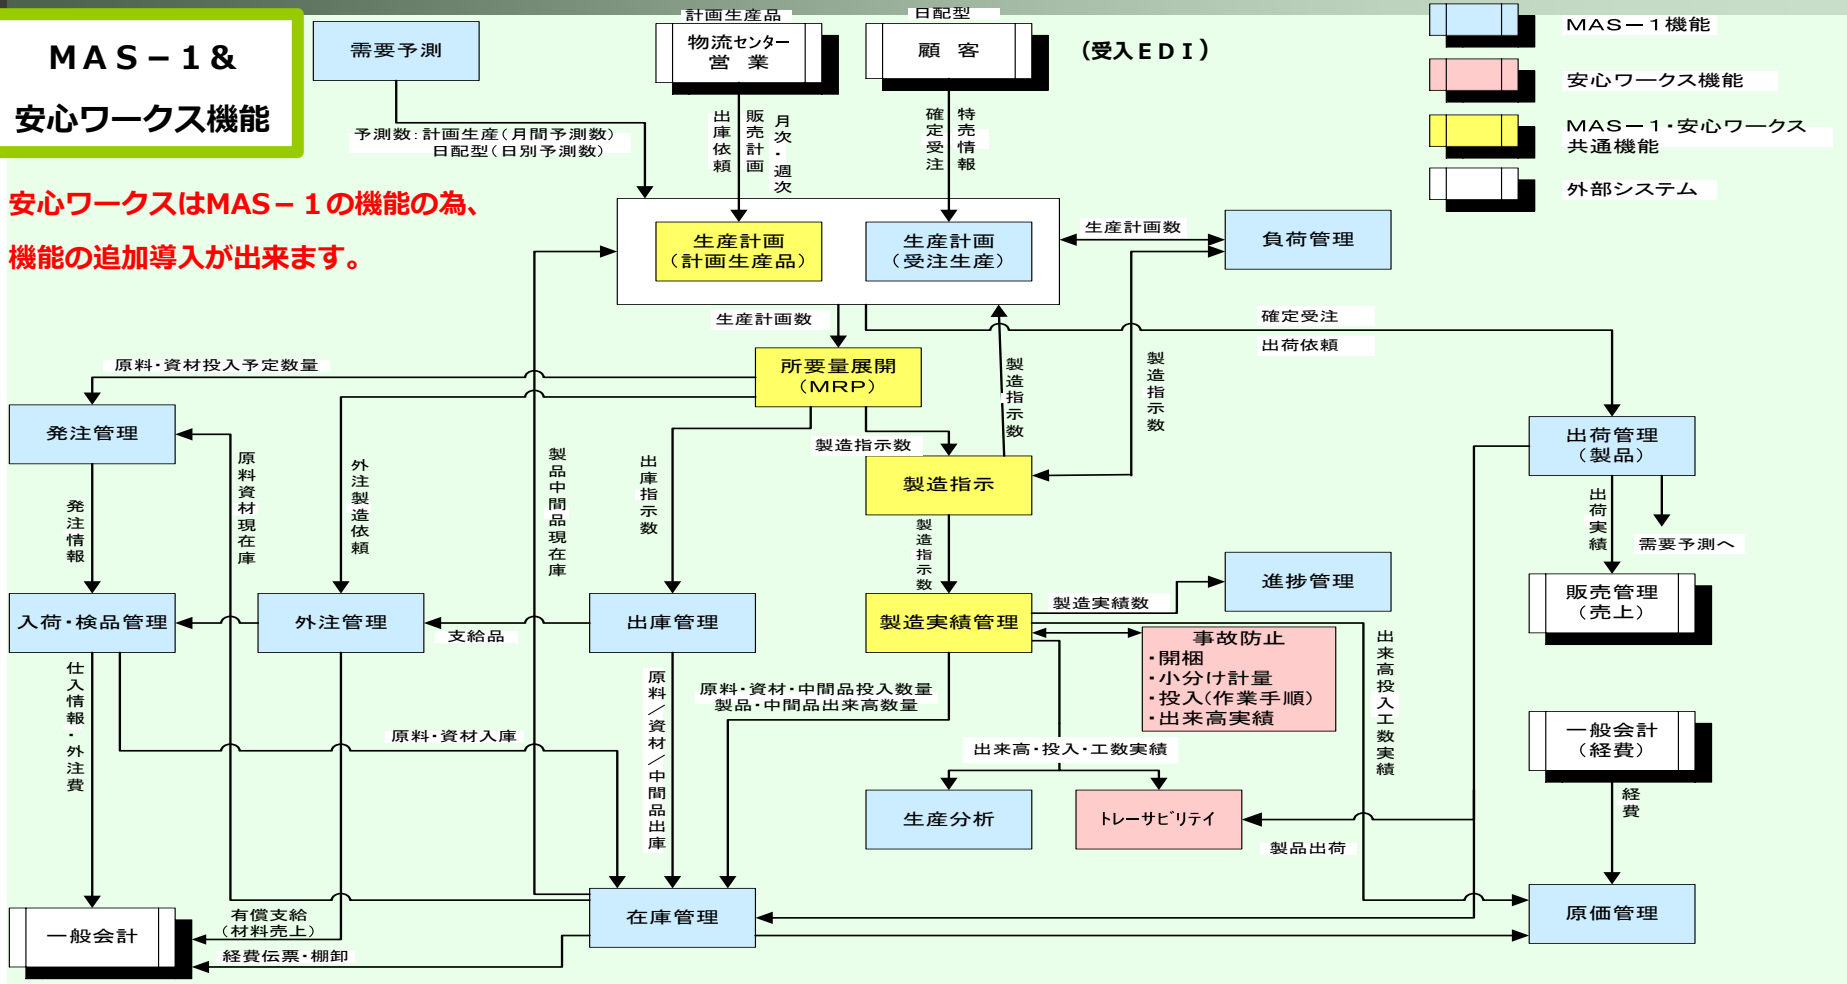 MAS－1＆
安心ワークス機能
安心ワークスはMAS－１の機能の為、
機能の追加導入が出来ます。
需要予測
計画生産品
物流センター
営　業
日配型
顧　客
(受入ＥＤＩ)
MAS－1機能
安心ワークス機能
MAS－1・安心ワークス
共通機能
外部システム
予測数：計画生産(月間予測数)
日配型(日別予測数)
出庫依頼
販売計画
月次・週次
確定受注
特売情報
生産計画
(計画生産品)
生産計画
(受注生産)
生産計画数
負荷管理
生産計画数
確定受注
出荷依頼
原料・資材投入予定数量
所要量展開
(MRP)
製造指示数
製造指示数
発注管理
出荷管理
(製品)
製造指示数
製造指示
原料資材現在庫
外注製造依頼
製品中間品現在庫
出庫指示数
発注情報
製造指示数
出荷実績
需要予測へ
入荷・検品管理
外注管理
支給品
出庫管理
製造実績管理
製造実績数
進捗管理
販売管理
(売上)
事故防止
・開梱
・小分け計量
・投入(作業手順)
・出来高実績
出来高投入工数実績
仕入情報・外注費
原料／資材／中間品出庫
原料・資材・中間品投入数量
製品・中間品出来高数量
原料・資材入庫
出来高・投入・工数実績
一般会計
(経費)
経費
生産分析
トレーサビリテイ
製品出荷
一般会計
有償支給
(材料売上)
経費伝票・棚卸
在庫管理
原価管理